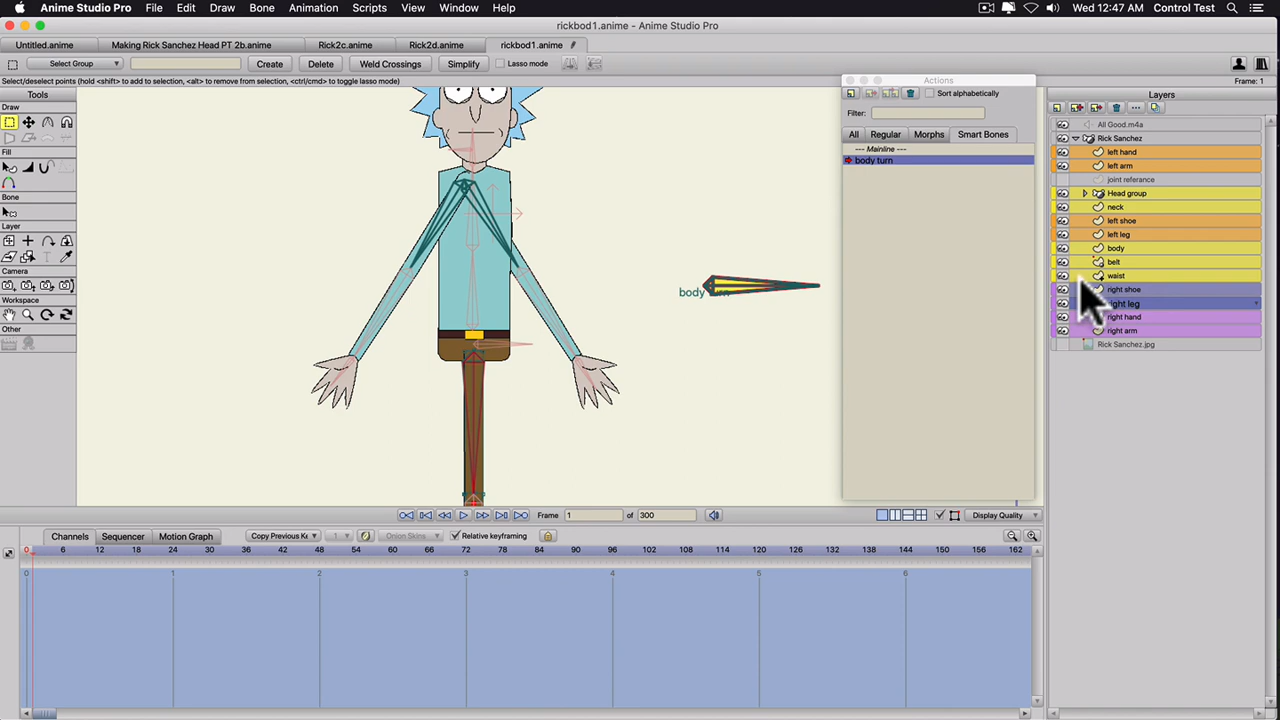 Anime Studio Pro File Edit Draw Bone Animation Scripts View Window Help Wed 12:47 AM Control Test
rickbod1.anime - Anime Studio Pro
Untitled.anime Making Rick Sanchez Head PT 2b.anime Rick2c.anime Rick2d.anime rickbod1.anime
Select Group Create Delete Weld Crossings Simplify Lasso mode
Select/deselect points (hold <shift> to add to selection, <alt> to remove from selection, <ctrl/cmd> to toggle lasso mode) Frame: 1
Tools
Draw
Fill
Bone
Layer
Camera
Workspace
Other
body
Actions
Sort alphabetically
Filter:
All Regular Morphs Smart Bones
--- Mainline ---
body turn
Layers
All Good.m4a
Rick Sanchez
left hand
left arm
joint referance
Head group
neck
left shoe
left leg
body
belt
waist
right shoe
right leg
right hand
right arm
Rick Sanchez.jpg
Frame 1 of 300 Display Quality
Channels Sequencer Motion Graph Copy Previous Ke 1 Onion Skins Relative keyframing
0 6 12 18 24 30 36 42 48 54 60 66 72 78 84 90 96 102 108 114 120 126 132 138 144 150 156 162
0 1 2 3 4 5 6